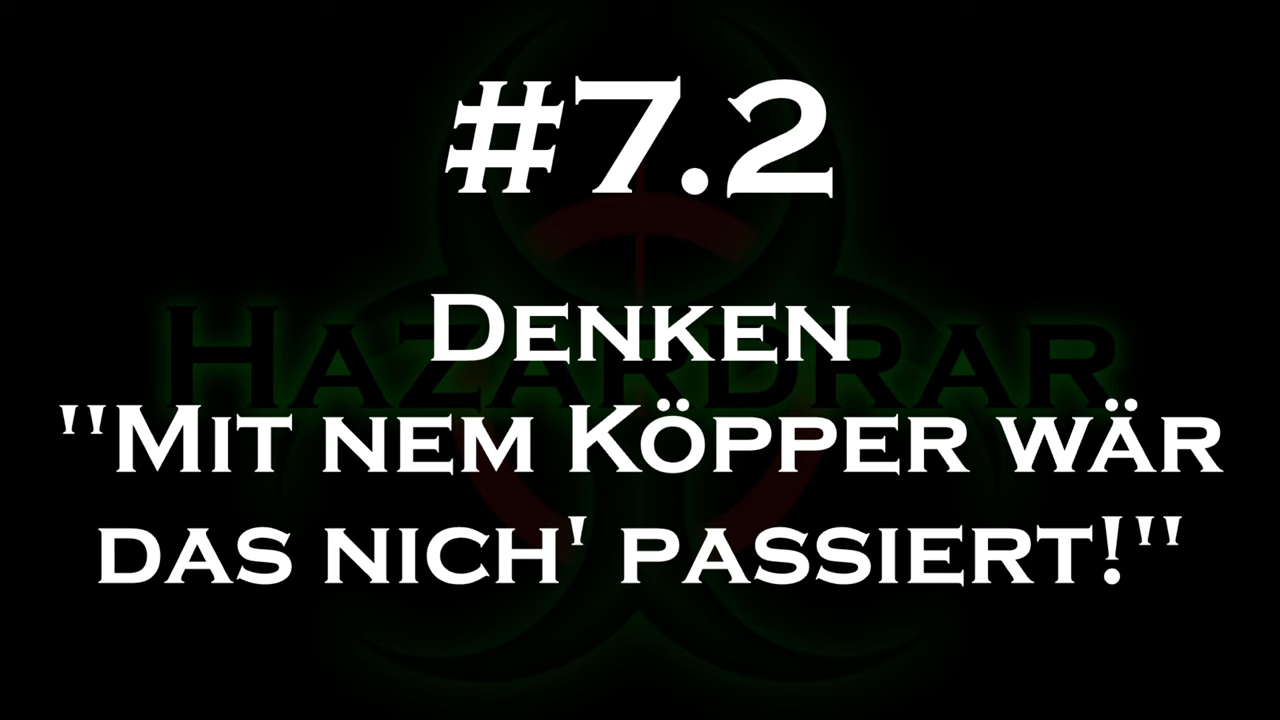 #7.2
HazardRar
Denken
"Mit nem Köpper wär
das nich' passiert!"